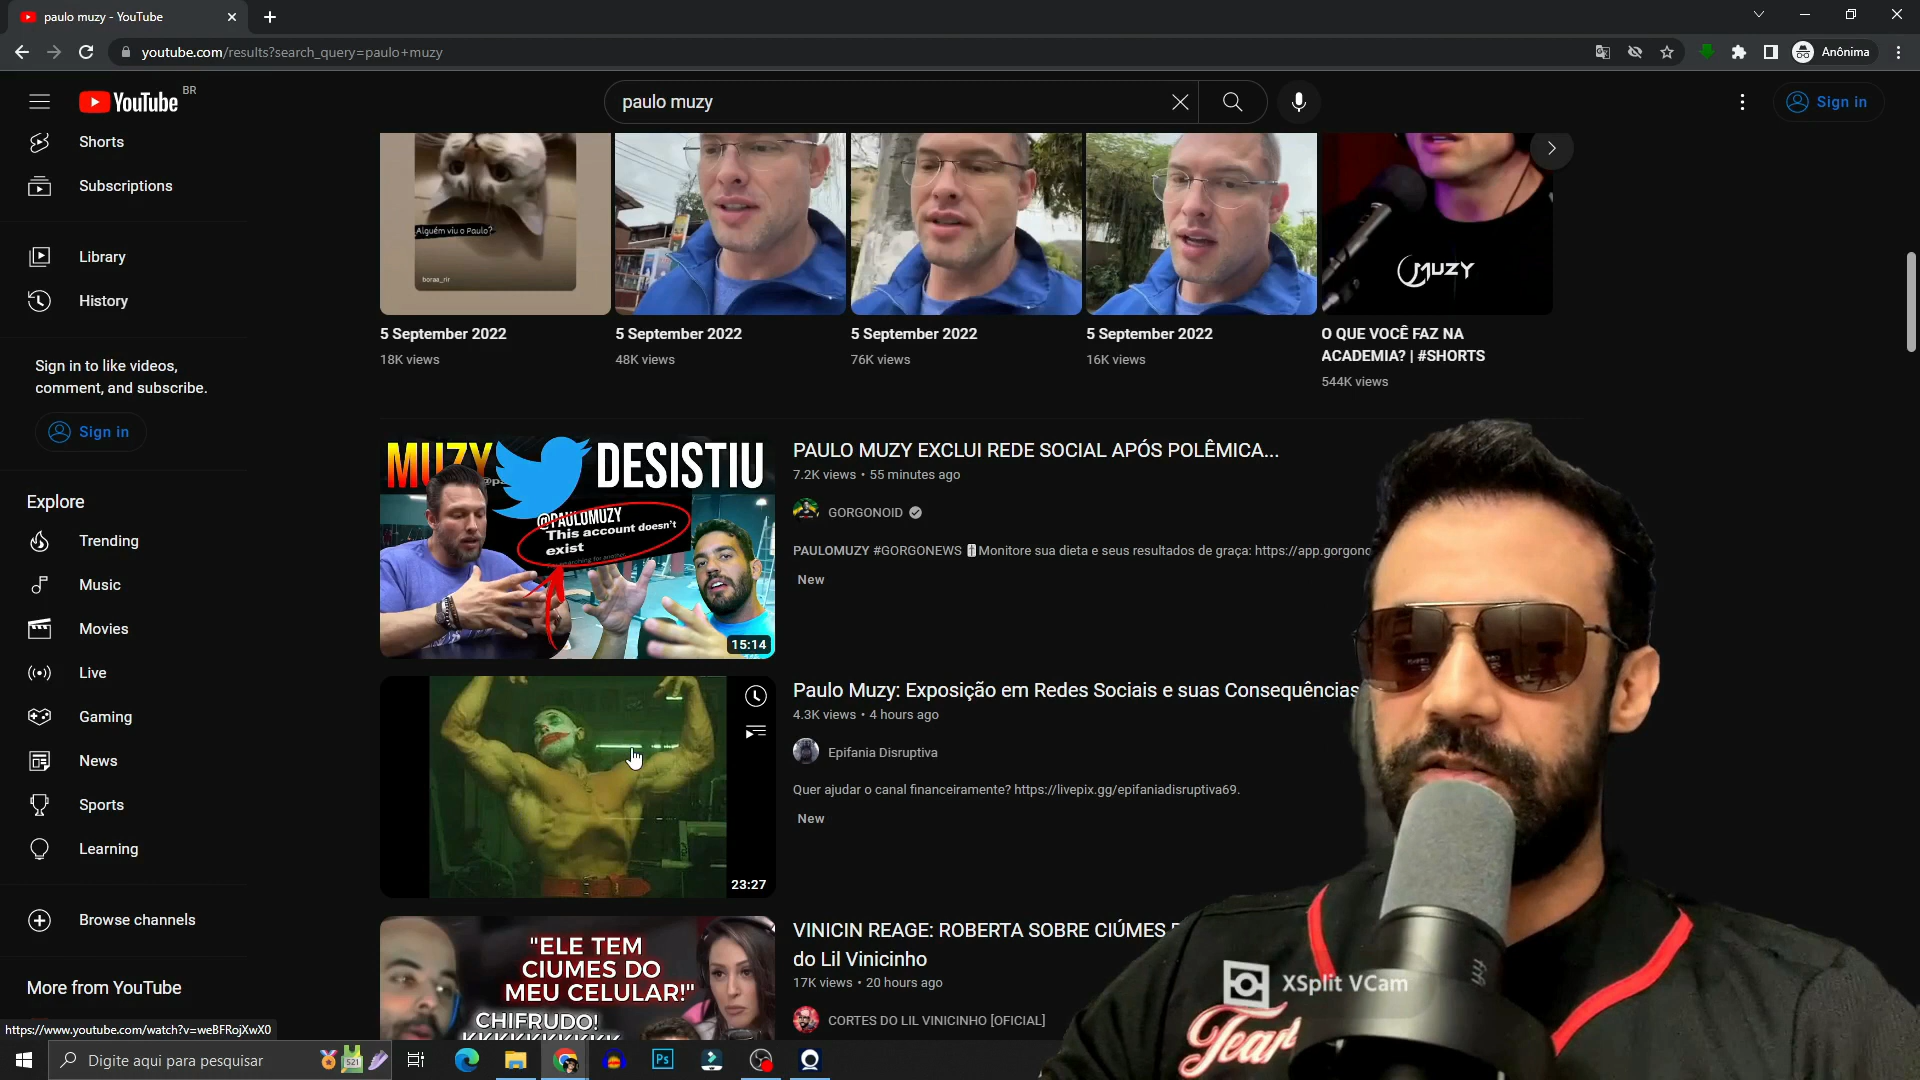 paulo muzy - YouTube
youtube.com/results?search_query=paulo+muzy
Anônima
YouTube BR
paulo muzy
Sign in
Shorts
Subscriptions
Library
History
Sign in to like videos,
comment, and subscribe.
Sign in
Explore
Trending
Music
Movies
Live
Gaming
News
Sports
Learning
Browse channels
More from YouTube
https://www.youtube.com/watch?v=weBFRojXwX0
Alguém viu o Paulo?
boraa_rir
MUZY
5 September 2022
18K views
5 September 2022
48K views
5 September 2022
76K views
5 September 2022
16K views
O QUE VOCÊ FAZ NA
ACADEMIA? | #SHORTS
544K views
MUZY DESISTIU
@PAULOMUZY
This account doesn't
exist
15:14
PAULO MUZY EXCLUI REDE SOCIAL APÓS POLÊMICA...
7.2K views • 55 minutes ago
GORGONOID
PAULOMUZY #GORGONEWS Monitore sua dieta e seus resultados de graça: https://app.gorgono
New
23:27
Paulo Muzy: Exposição em Redes Sociais e suas Consequências
4.3K views • 4 hours ago
Epifania Disruptiva
Quer ajudar o canal financeiramente? https://livepix.gg/epifaniadisruptiva69.
New
"ELE TEM
CIUMES DO
MEU CELULAR!"
CHIFRUDO!
KKKKKKKKKK
VINICIN REAGE: ROBERTA SOBRE CIÚMES
do Lil Vinicinho
17K views • 20 hours ago
CORTES DO LIL VINICINHO [OFICIAL]
XSplit VCam
Tear
Digite aqui para pesquisar
521
Ps